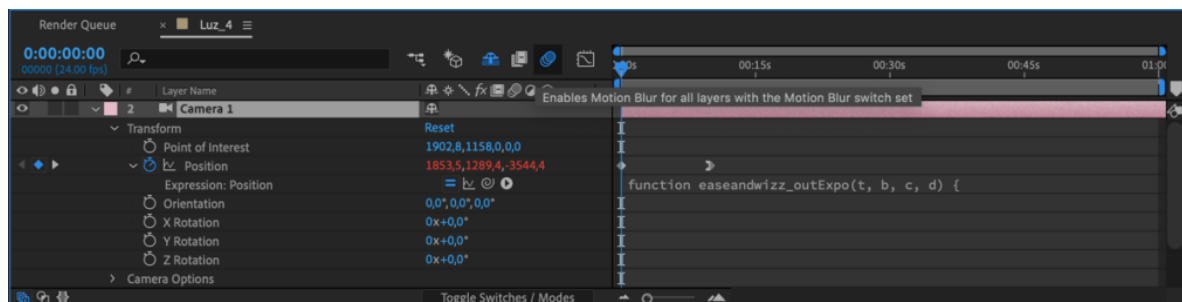 Render Queue × Luz_4
0:00:00:00
00000 (24.00 fps)
00s 00:15s 00:30s 00:45s
# Layer Name
Enables Motion Blur for all layers with the Motion Blur switch set
2 Camera 1
Transform Reset
Point of Interest 1902,8,1158,0,0,0
Position 1853,5,1289,4,-3544,4
Expression: Position function easeandwizz_outExpo(t, b, c, d) {
Orientation 0,0°,0,0°,0,0°
X Rotation 0x+0,0°
Y Rotation 0x+0,0°
Z Rotation 0x+0,0°
Camera Options
Toggle Switches / Modes